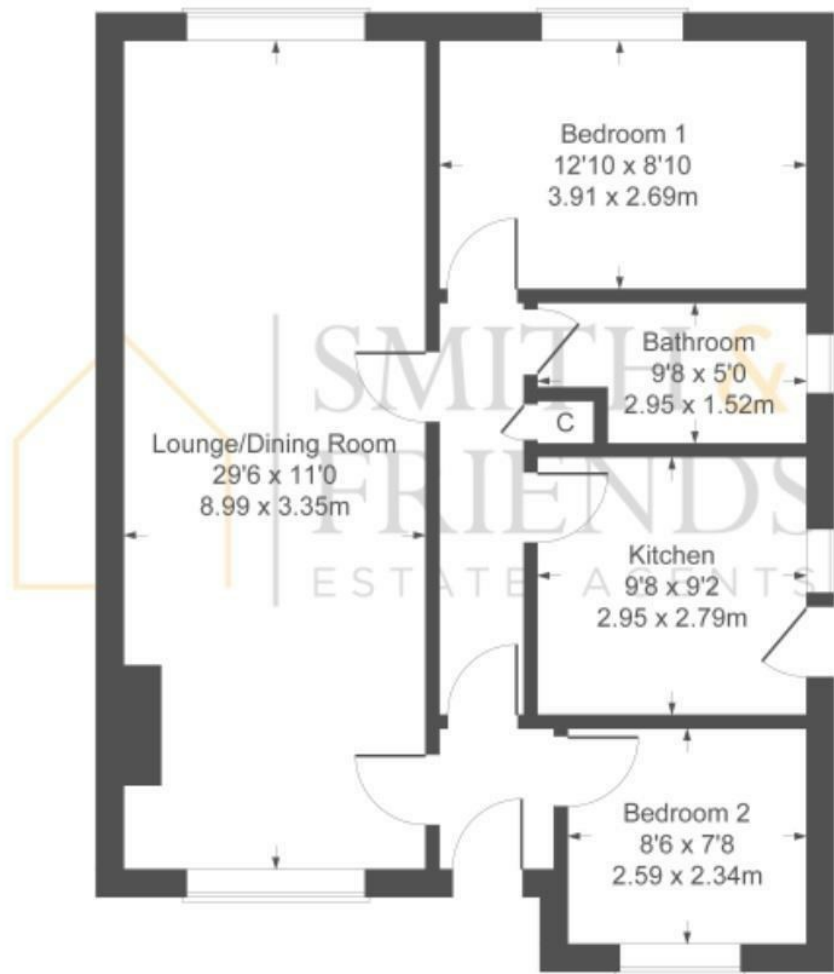 Bedroom 1
12'10 x 8'10
3.91 x 2.69m
SMITH &
FRIENDS
ESTATE AGENTS
Bathroom
9'8 x 5'0
2.95 x 1.52m
C
Lounge/Dining Room
29'6 x 11'0
8.99 x 3.35m
Kitchen
9'8 x 9'2
2.95 x 2.79m
Bedroom 2
8'6 x 7'8
2.59 x 2.34m